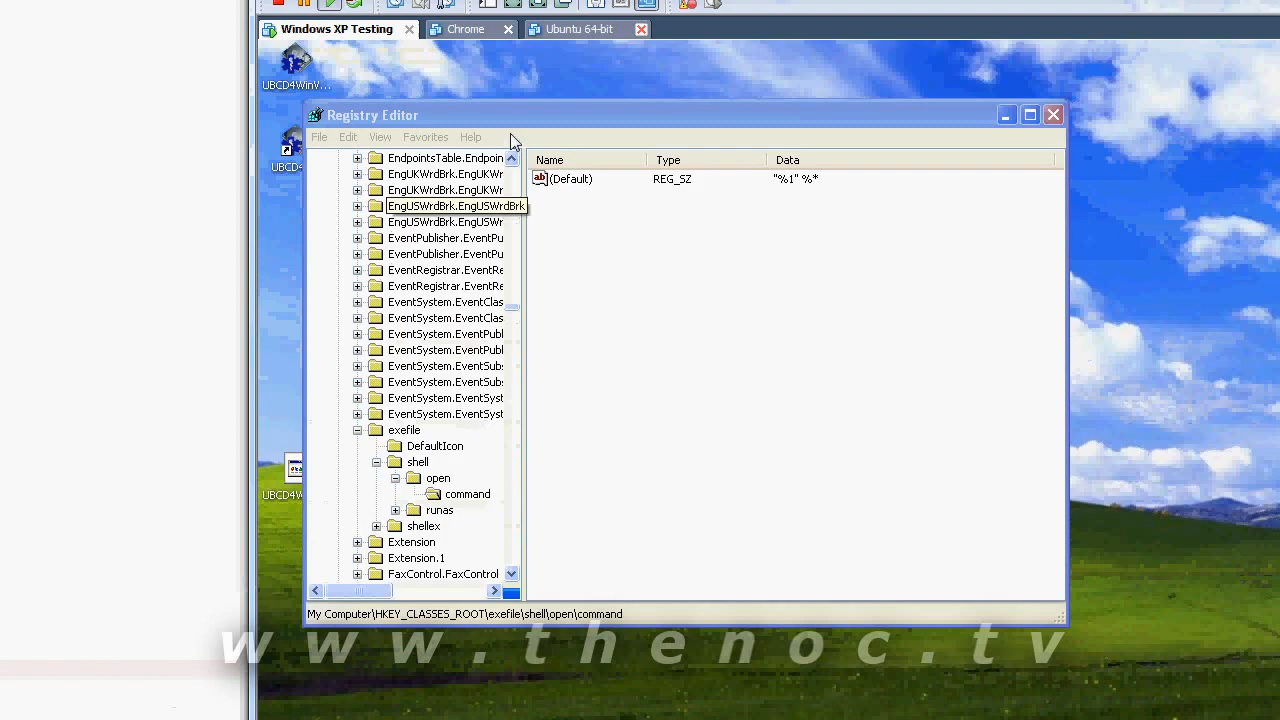 Windows XP Testing
Chrome
Ubuntu 64-bit
UBCD4WinV...
Registry Editor
File Edit View Favorites Help
UBCD4
EndpointsTable.Endpoin
EngUKWrdBrk.EngUKWr
EngUKWrdBrk.EngUKWr
EngUSWrdBrk.EngUSWrdBrk
EngUSWrdBrk.EngUSWr
EventPublisher.EventPu
EventPublisher.EventPu
EventRegistrar.EventRe
EventRegistrar.EventRe
EventSystem.EventClas
EventSystem.EventClas
EventSystem.EventPubl
EventSystem.EventPubl
EventSystem.EventSub
EventSystem.EventSub
EventSystem.EventSyst
EventSystem.EventSyst
exefile
DefaultIcon
shell
open
command
runas
shellex
Extension
Extension.1
FaxControl.FaxControl
Name Type Data
ab (Default) REG_SZ "%1" %*
UBCD4W
My Computer\HKEY_CLASSES_ROOT\exefile\shell\open\command
www.thenoc.tv